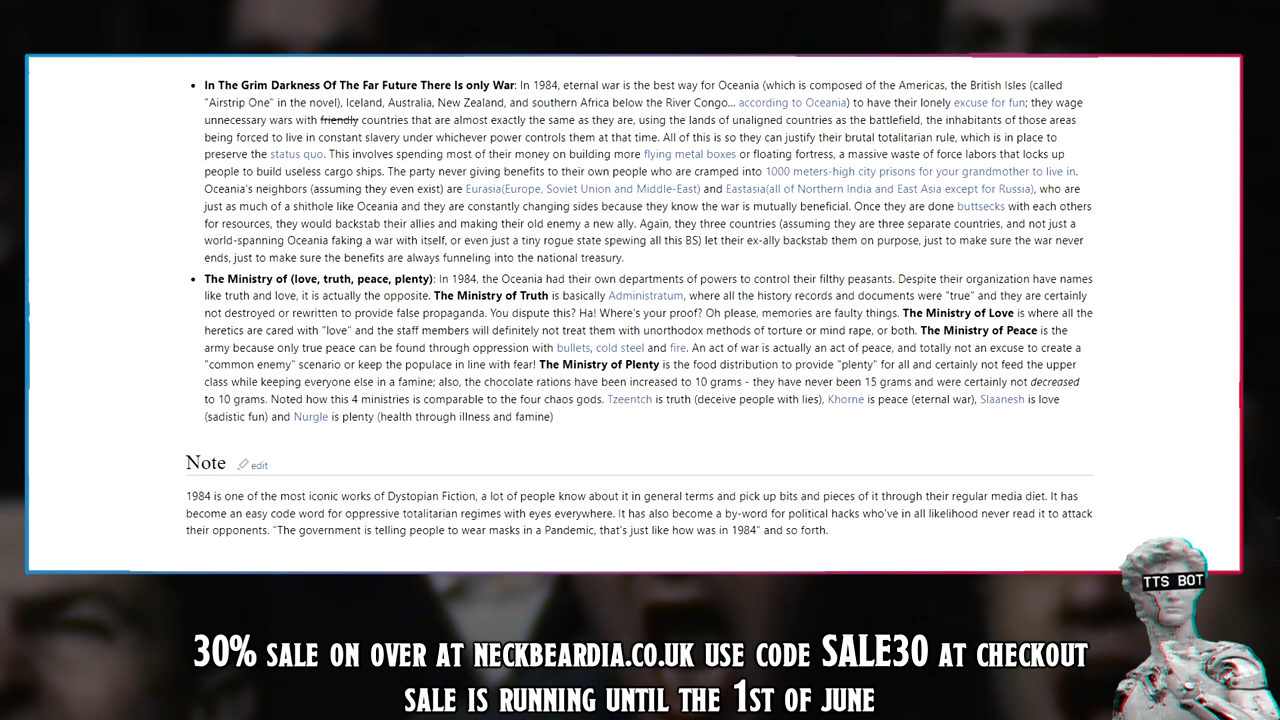 In The Grim Darkness Of The Far Future There Is only War: In 1984, eternal war is the best way for Oceania (which is composed of the Americas, the British Isles (called
"Airstrip One" in the novel), Iceland, Australia, New Zealand, and southern Africa below the River Congo... according to Oceania) to have their lonely excuse for fun; they wage
unnecessary wars with friendly countries that are almost exactly the same as they are, using the lands of unaligned countries as the battlefield, the inhabitants of those areas
being forced to live in constant slavery under whichever power controls them at that time. All of this is so they can justify their brutal totalitarian rule, which is in place to
preserve the status quo. This involves spending most of their money on building more flying metal boxes or floating fortress, a massive waste of force labors that locks up
people to build useless cargo ships. The party never giving benefits to their own people who are cramped into 1000 meters-high city prisons for your grandmother to live in.
Oceania's neighbors (assuming they even exist) are Eurasia(Europe, Soviet Union and Middle-East) and Eastasia(all of Northern India and East Asia except for Russia), who are
just as much of a shithole like Oceania and they are constantly changing sides because they know the war is mutually beneficial. Once they are done buttsecks with each others
for resources, they would backstab their allies and making their old enemy a new ally. Again, they three countries (assuming they are three separate countries, and not just a
world-spanning Oceania faking a war with itself, or even just a tiny rogue state spewing all this BS) let their ex-ally backstab them on purpose, just to make sure the war never
ends, just to make sure the benefits are always funneling into the national treasury.
The Ministry of (love, truth, peace, plenty): In 1984, the Oceania had their own departments of powers to control their filthy peasants. Despite their organization have names
like truth and love, it is actually the opposite. The Ministry of Truth is basically Administratum, where all the history records and documents were "true" and they are certainly
not destroyed or rewritten to provide false propaganda. You dispute this? Ha! Where's your proof? Oh please, memories are faulty things. The Ministry of Love is where all the
heretics are cared with "love" and the staff members will definitely not treat them with unorthodox methods of torture or mind rape, or both. The Ministry of Peace is the
army because only true peace can be found through oppression with bullets, cold steel and fire. An act of war is actually an act of peace, and totally not an excuse to create a
"common enemy" scenario or keep the populace in line with fear! The Ministry of Plenty is the food distribution to provide "plenty" for all and certainly not feed the upper
class while keeping everyone else in a famine; also, the chocolate rations have been increased to 10 grams - they have never been 15 grams and were certainly not decreased
to 10 grams. Noted how this 4 ministries is comparable to the four chaos gods. Tzeentch is truth (deceive people with lies), Khorne is peace (eternal war), Slaanesh is love
(sadistic fun) and Nurgle is plenty (health through illness and famine)
Note edit
1984 is one of the most iconic works of Dystopian Fiction, a lot of people know about it in general terms and pick up bits and pieces of it through their regular media diet. It has
become an easy code word for oppressive totalitarian regimes with eyes everywhere. It has also become a by-word for political hacks who've in all likelihood never read it to attack
their opponents. "The government is telling people to wear masks in a Pandemic, that's just like how was in 1984" and so forth.
TTS BOT
30% SALE ON OVER AT NECKBEARDIA.CO.UK USE CODE SALE30 AT CHECKOUT
SALE IS RUNNING UNTIL THE 1ST OF JUNE